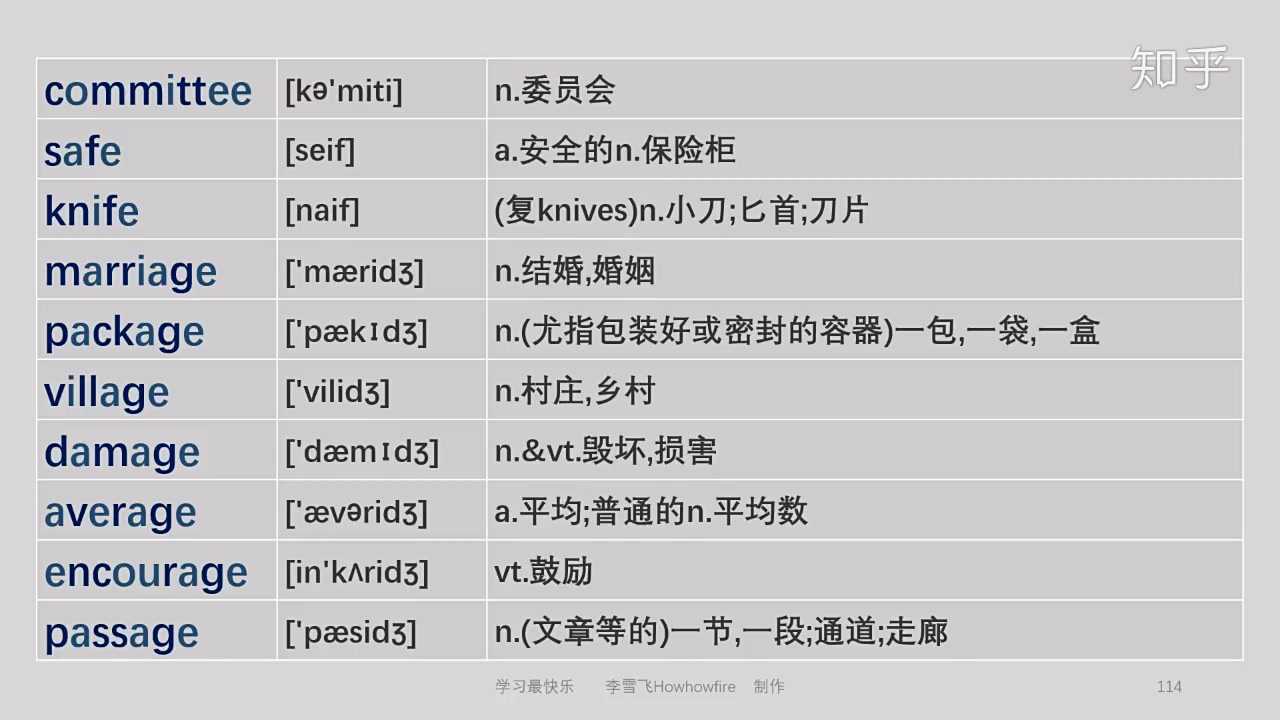 知乎
committee [kə'miti] n.委员会
safe [seif] a.安全的n.保险柜
knife [naif] (复knives)n.小刀;匕首;刀片
marriage ['mæridʒ] n.结婚,婚姻
package ['pækɪdʒ] n.(尤指包装好或密封的容器)一包,一袋,一盒
village ['vilidʒ] n.村庄,乡村
damage ['dæmɪdʒ] n.&vt.毁坏,损害
average ['ævəridʒ] a.平均;普通的n.平均数
encourage [in'kʌridʒ] vt.鼓励
passage ['pæsidʒ] n.(文章等的)一节,一段;通道;走廊
学习最快乐 李雪飞Howhowfire 制作 114